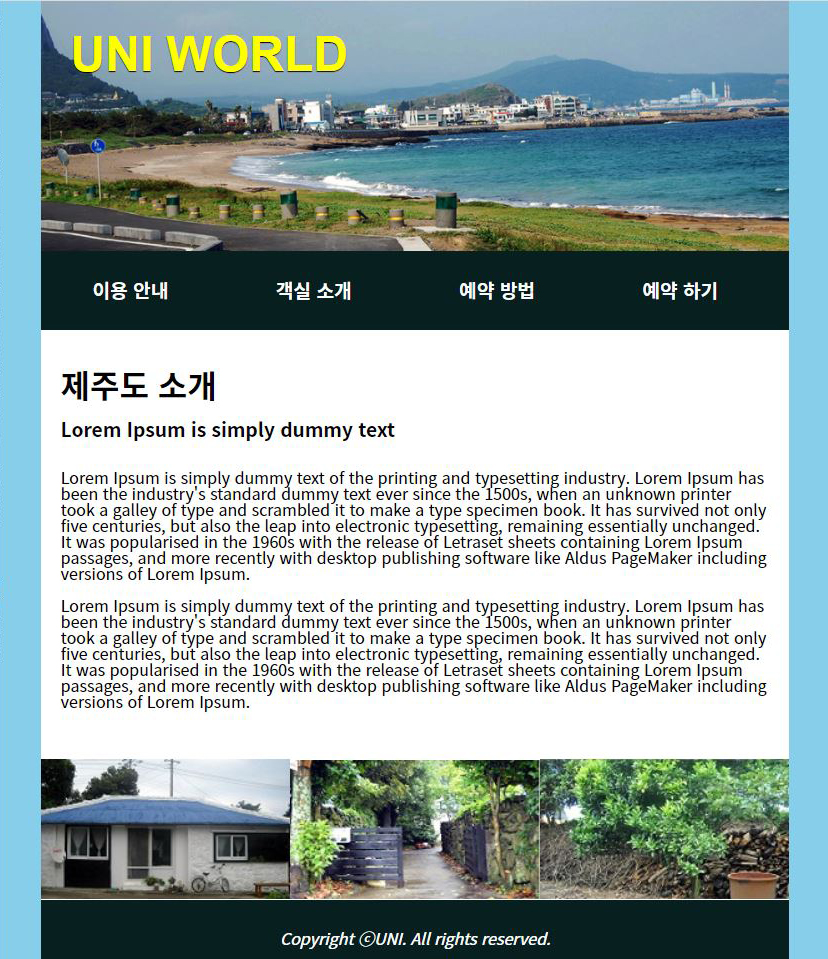 UNI WORLD
이용 안내 객실 소개 예약 방법 예약 하기
제주도 소개
Lorem Ipsum is simply dummy text
Lorem Ipsum is simply dummy text of the printing and typesetting industry. Lorem Ipsum has
been the industry's standard dummy text ever since the 1500s, when an unknown printer
took a galley of type and scrambled it to make a type specimen book. It has survived not only
five centuries, but also the leap into electronic typesetting, remaining essentially unchanged.
It was popularised in the 1960s with the release of Letraset sheets containing Lorem Ipsum
passages, and more recently with desktop publishing software like Aldus PageMaker including
versions of Lorem Ipsum.
Lorem Ipsum is simply dummy text of the printing and typesetting industry. Lorem Ipsum has
been the industry's standard dummy text ever since the 1500s, when an unknown printer
took a galley of type and scrambled it to make a type specimen book. It has survived not only
five centuries, but also the leap into electronic typesetting, remaining essentially unchanged.
It was popularised in the 1960s with the release of Letraset sheets containing Lorem Ipsum
passages, and more recently with desktop publishing software like Aldus PageMaker including
versions of Lorem Ipsum.
Copyright ⓒUNI. All rights reserved.